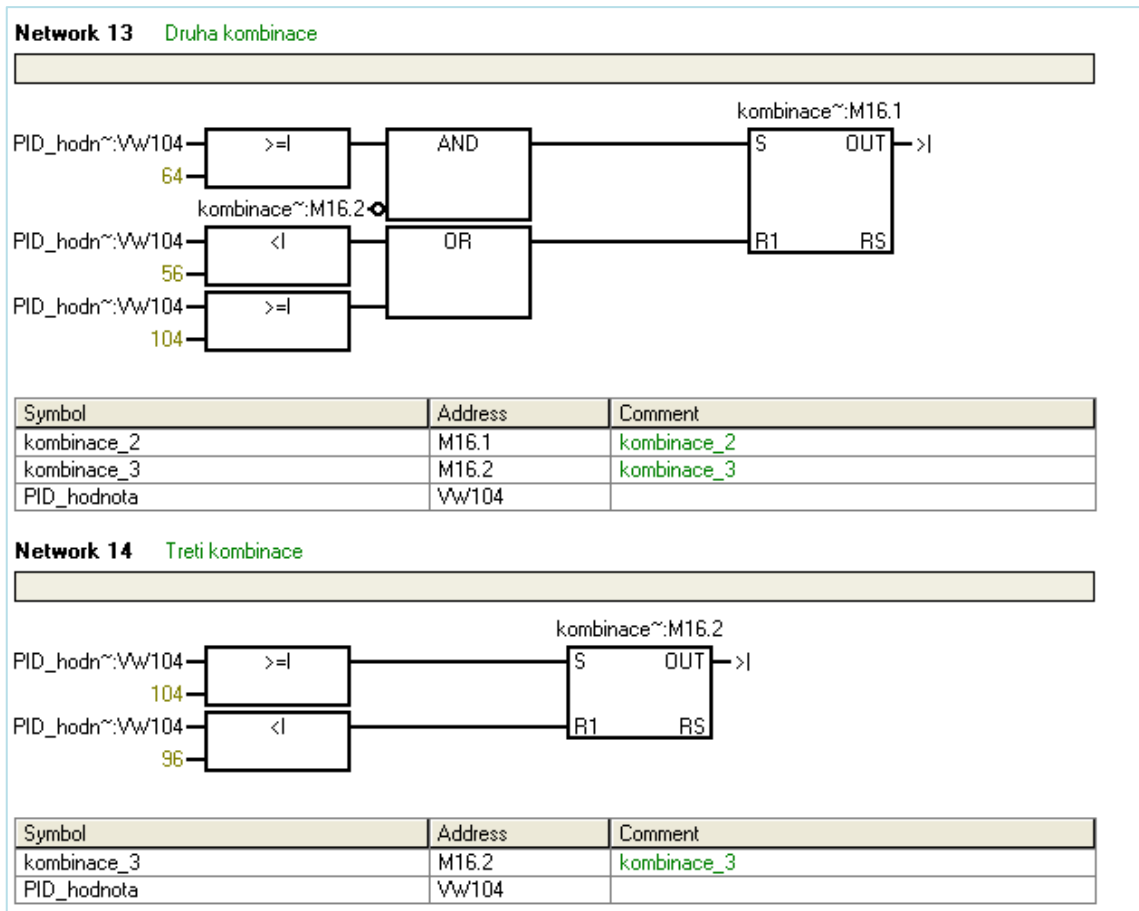 Network 13 Druha kombinace
kombinace~:M16.1
PID_hodn~:VW104 >=I AND S OUT >I
64
kombinace~:M16.2
PID_hodn~:VW104 <I OR R1 RS
56
PID_hodn~:VW104 >=I
104
Symbol Address Comment
kombinace_2 M16.1 kombinace_2
kombinace_3 M16.2 kombinace_3
PID_hodnota VW104
Network 14 Treti kombinace
kombinace~:M16.2
PID_hodn~:VW104 >=I S OUT >I
104
PID_hodn~:VW104 <I R1 RS
96
Symbol Address Comment
kombinace_3 M16.2 kombinace_3
PID_hodnota VW104